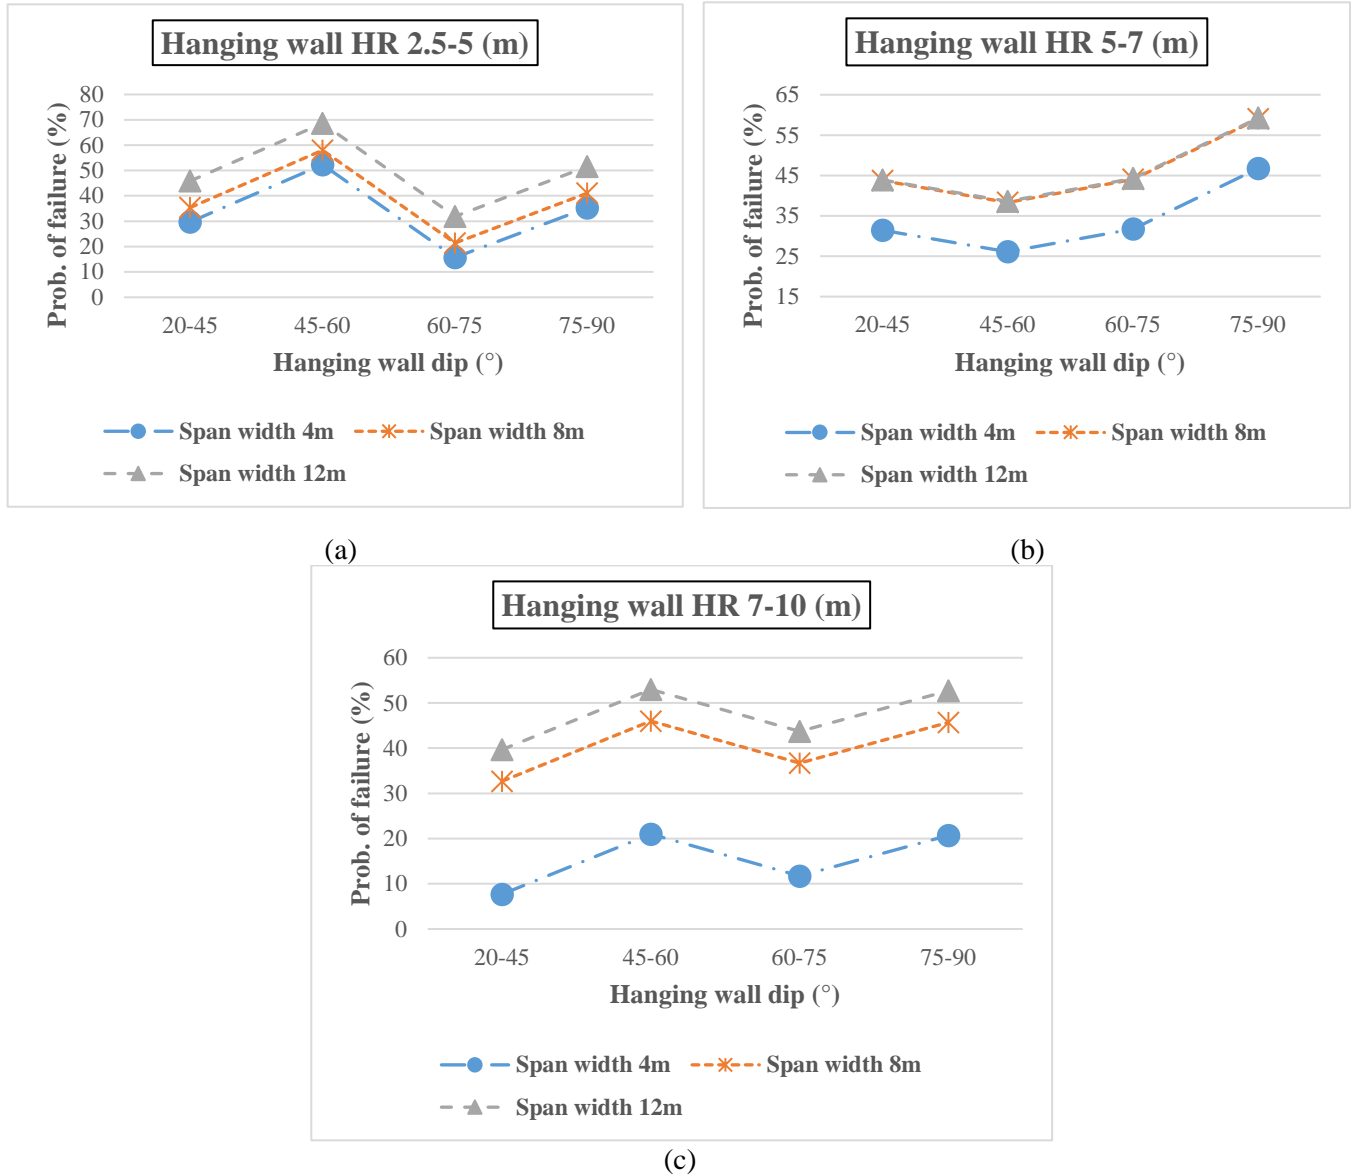 Hanging wall HR 2.5-5 (m)
Prob. of failure (%)
80
70
60
50
40
30
20
10
0
20-45 45-60 60-75 75-90
Hanging wall dip (°)
Span width 4m Span width 8m
Span width 12m
(a)
Hanging wall HR 5-7 (m)
Prob. of failure (%)
65
55
45
35
25
15
20-45 45-60 60-75 75-90
Hanging wall dip (°)
Span width 4m Span width 8m
Span width 12m
(b)
Hanging wall HR 7-10 (m)
Prob. of failure (%)
60
50
40
30
20
10
0
20-45 45-60 60-75 75-90
Hanging wall dip (°)
Span width 4m Span width 8m
Span width 12m
(c)